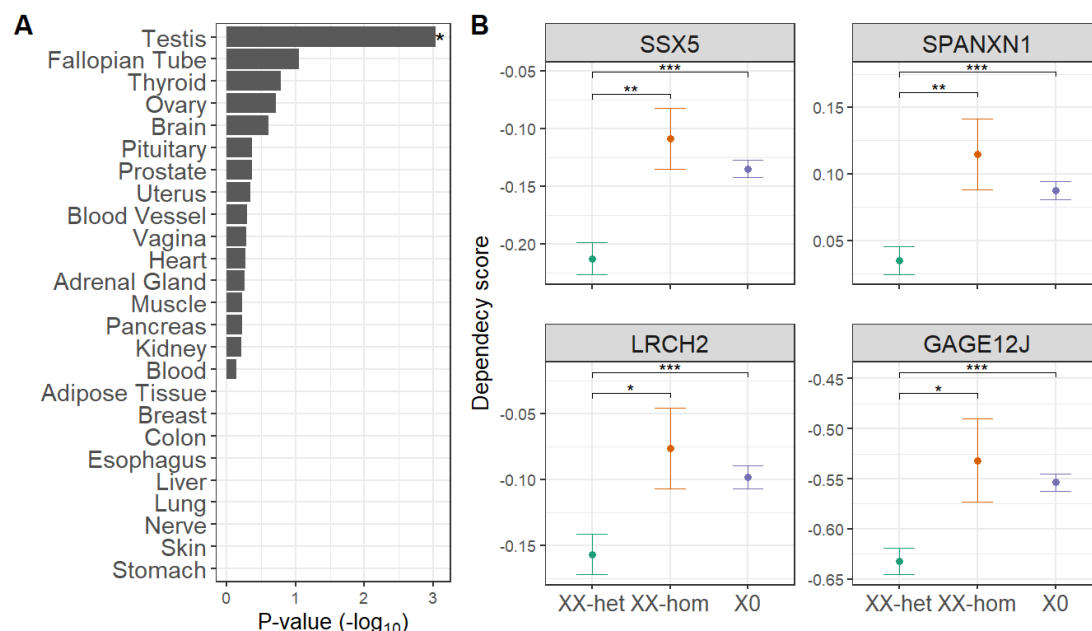 A
Testis
*
Fallopian Tube
Thyroid
Ovary
Brain
Pituitary
Prostate
Uterus
Blood Vessel
Vagina
Heart
Adrenal Gland
Muscle
Pancreas
Kidney
Blood
Adipose Tissue
Breast
Colon
Esophagus
Liver
Lung
Nerve
Skin
Stomach
0 1 2 3
P-value (-log10)
B
Dependecy score
SSX5
-0.05
-0.10
-0.15
-0.20
***
**
SPANXN1
0.15
0.10
0.05
***
**
LRCH2
-0.05
-0.10
-0.15
***
*
XX-het XX-hom X0
GAGE12J
-0.45
-0.50
-0.55
-0.60
-0.65
***
*
XX-het XX-hom X0